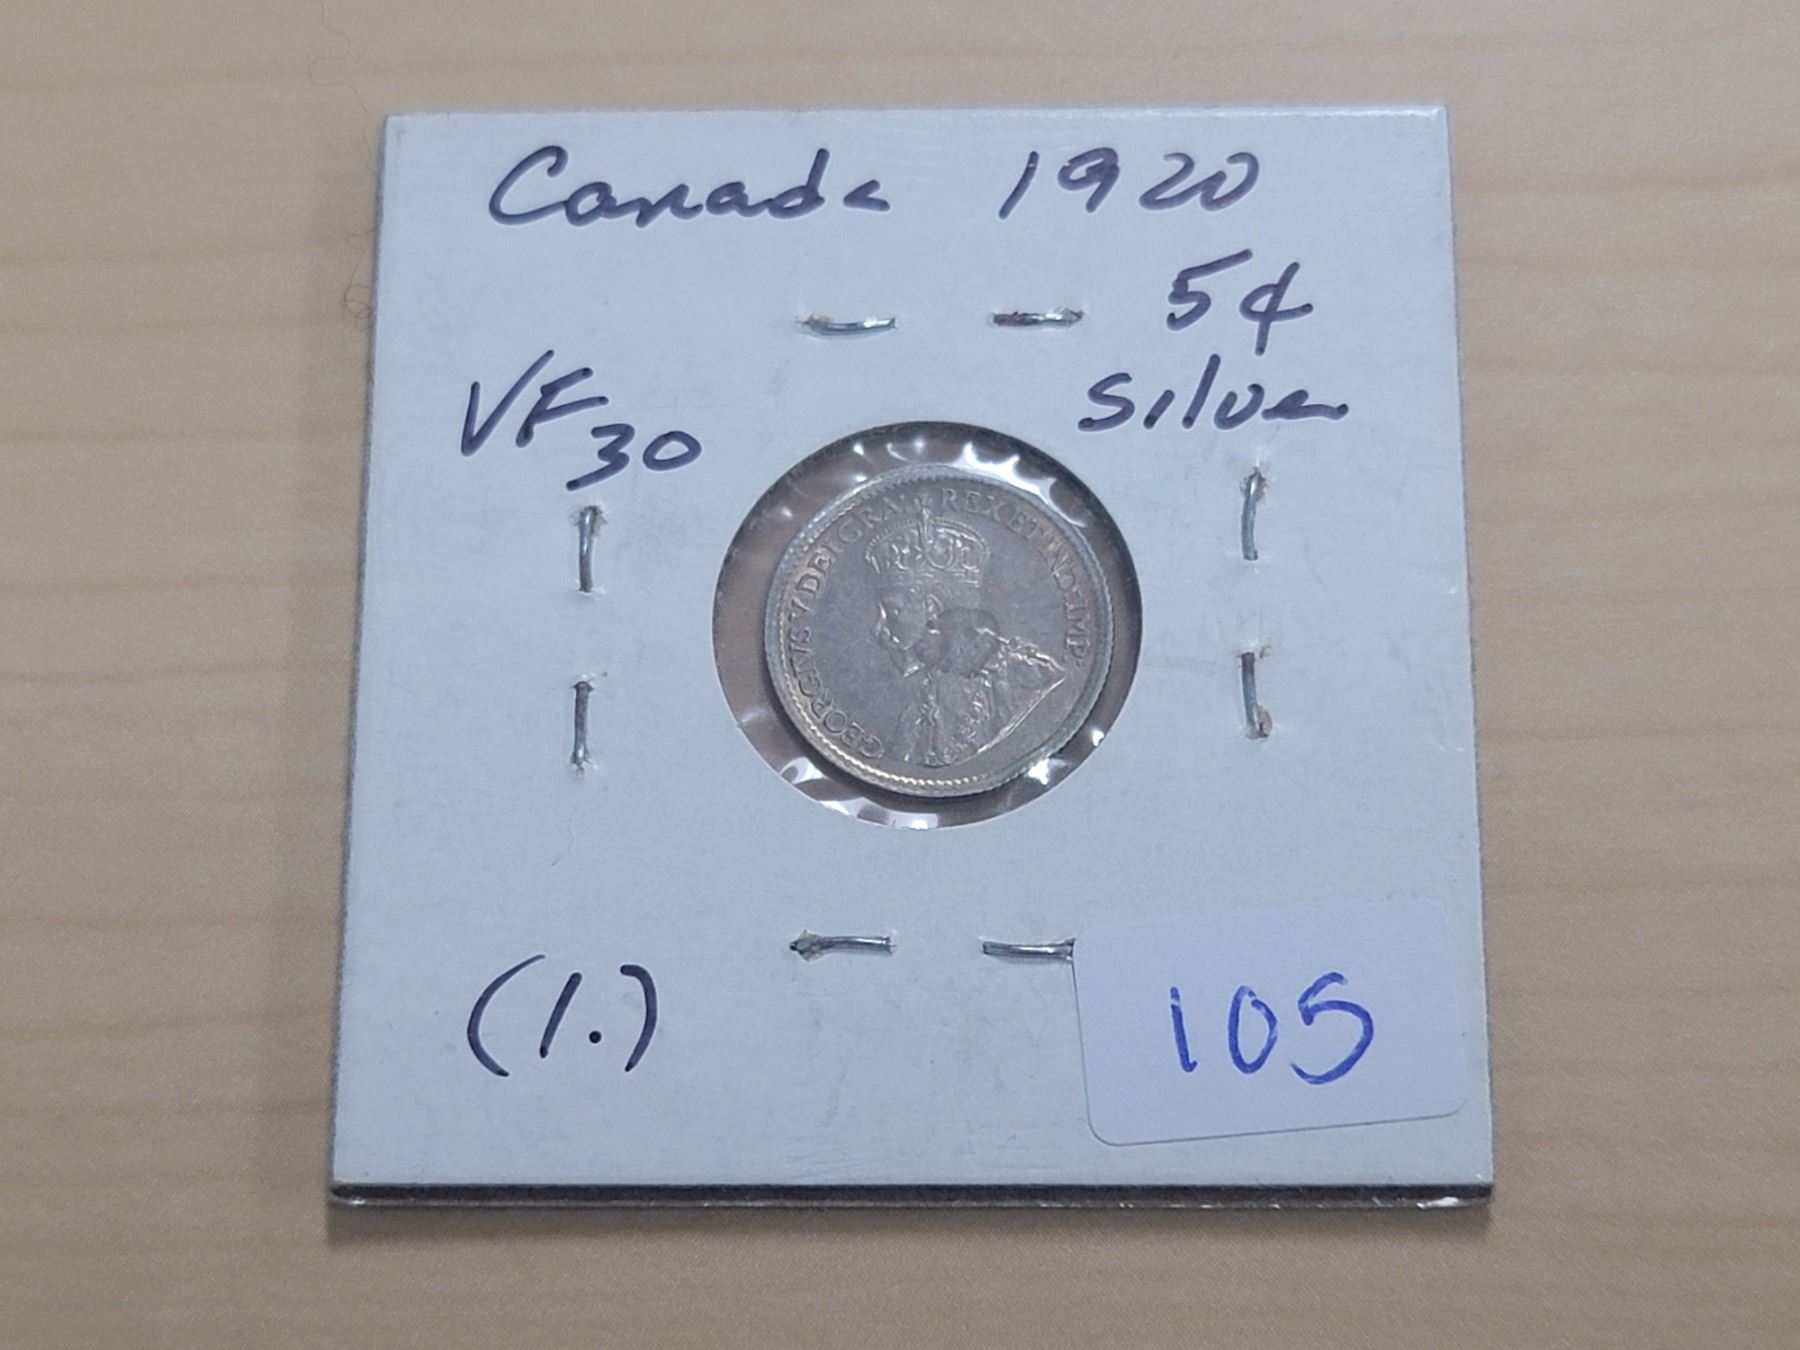 Canada 1920
5¢
VF30
Silver
GEORGIVS V DEI GRA: REX ET IND:IMP:
(1.)
105